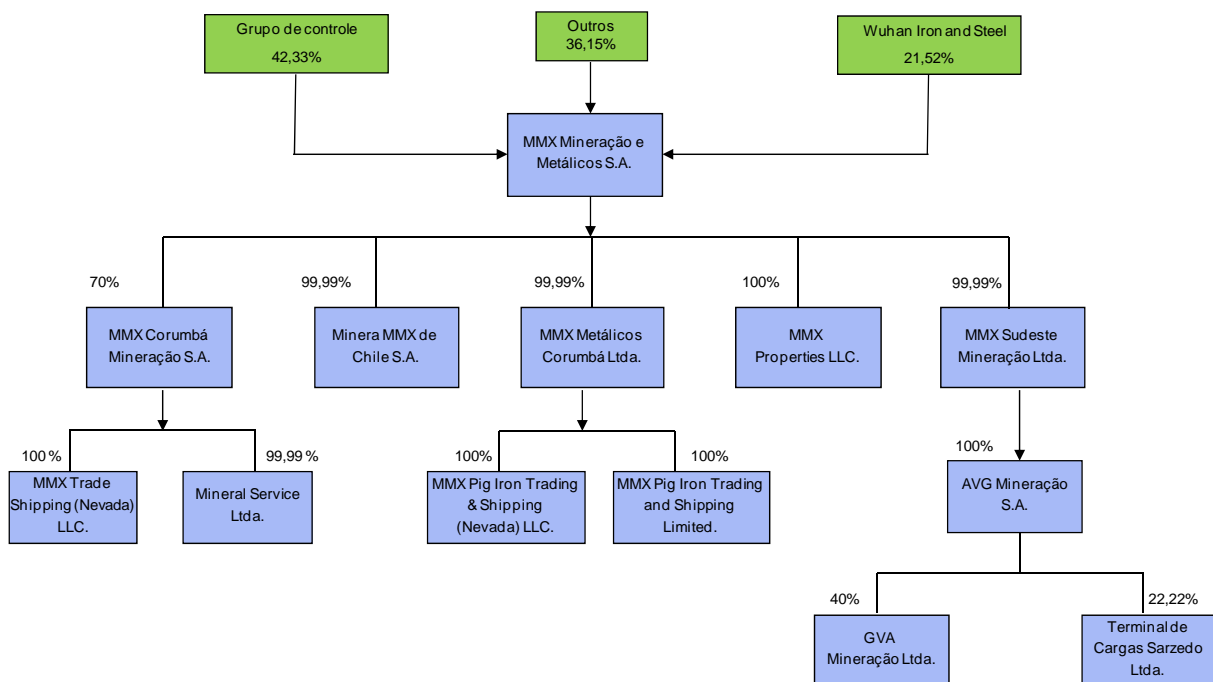 Grupo de controle
42,33%
Outros
36,15%
Wuhan Iron and Steel
21,52%
MMX Mineração e
Metálicos S.A.
70%
99,99%
99,99%
100%
99,99%
MMX Corumbá
Mineração S.A.
Minera MMX de
Chile S.A.
MMX Metálicos
Corumbá Ltda.
MMX
Properties LLC.
MMX Sudeste
Mineração Ltda.
100 %
99,99 %
100%
100%
100%
MMX Trade
Shipping (Nevada)
LLC.
Mineral Service
Ltda.
MMX Pig Iron Trading
& Shipping
(Nevada) LLC.
MMX Pig Iron Trading
and Shipping
Limited.
AVG Mineração
S.A.
40%
22,22%
GVA
Mineração Ltda.
Terminal de
Cargas Sarzedo
Ltda.